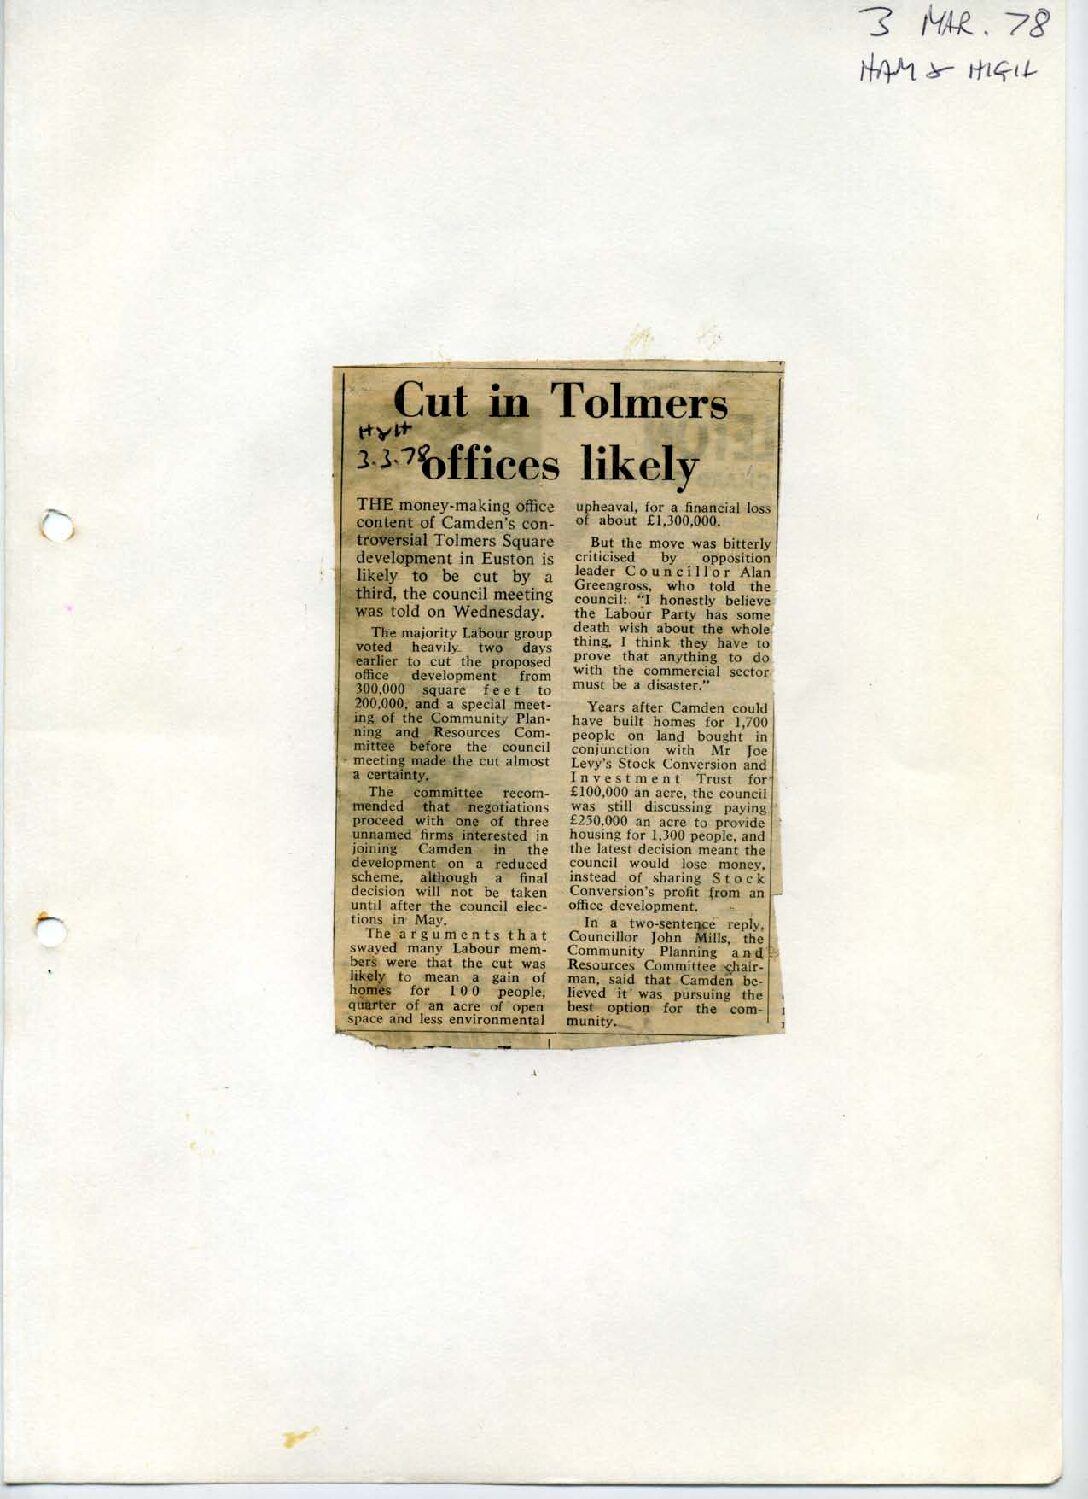 3 MAR. 78
HAM & HIGH
Cut in Tolmers
H&H
3.3.78
offices likely
THE money-making office
content of Camden's con-
troversial Tolmers Square
development in Euston is
likely to be cut by a
third, the council meeting
was told on Wednesday.
The majority Labour group
voted heavily two days
earlier to cut the proposed
office development from
300,000 square feet to
200,000, and a special meet-
ing of the Community Plan-
ning and Resources Com-
mittee before the council
meeting made the cut almost
a certainty.
The committee recom-
mended that negotiations
proceed with one of three
unnamed firms interested in
joining Camden in the
development on a reduced
scheme, although a final
decision will not be taken
until after the council elec-
tions in May.
The arguments that
swayed many Labour mem-
bers were that the cut was
likely to mean a gain of
homes for 100 people,
quarter of an acre of open
space and less environmental
upheaval, for a financial loss
of about £1,300,000.
But the move was bitterly
criticised by opposition
leader Councillor Alan
Greengross, who told the
council: "I honestly believe
the Labour Party has some
death wish about the whole
thing. I think they have to
prove that anything to do
with the commercial sector
must be a disaster."
Years after Camden could
have built homes for 1,700
people on land bought in
conjunction with Mr Joe
Levy's Stock Conversion and
Investment Trust for
£100,000 an acre, the council
was still discussing paying
£250,000 an acre to provide
housing for 1,300 people, and
the latest decision meant the
council would lose money,
instead of sharing Stock
Conversion's profit from an
office development.
In a two-sentence reply,
Councillor John Mills, the
Community Planning and
Resources Committee chair-
man, said that Camden be-
lieved it was pursuing the
best option for the com-
munity.